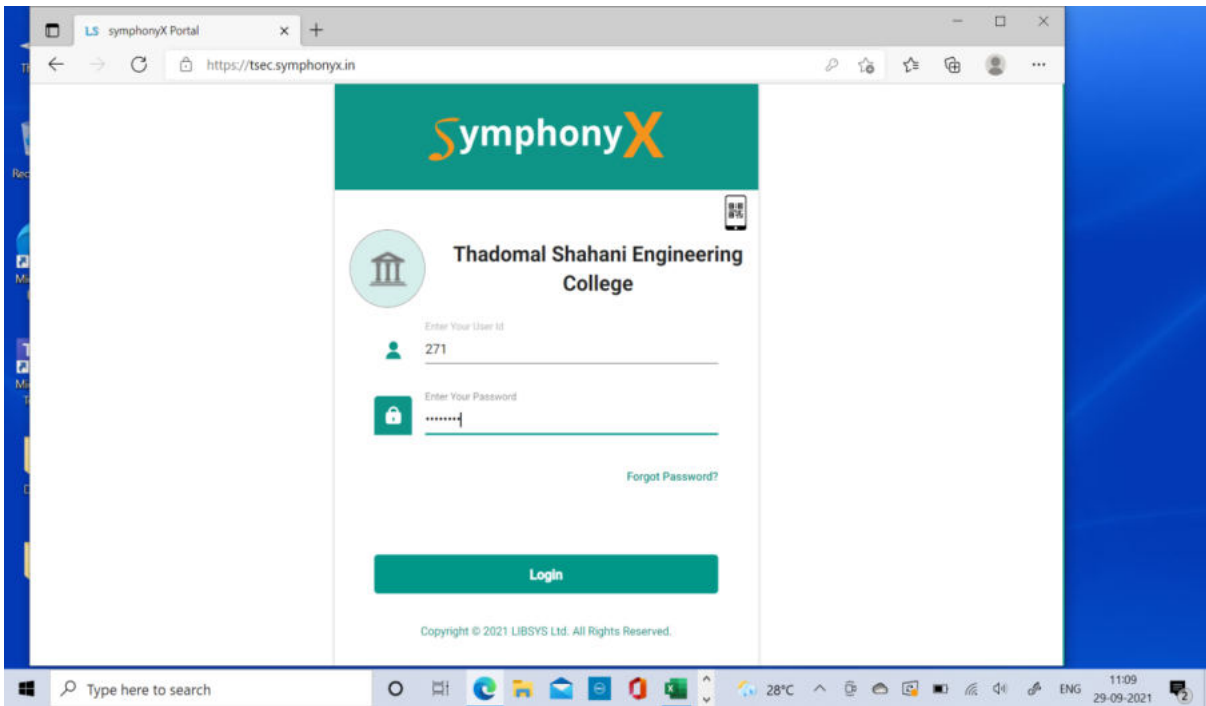 LS symphonyX Portal
https://tsec.symphonyx.in
SymphonyX
Thadomal Shahani Engineering
College
Enter Your User Id
271
Enter Your Password
Forgot Password?
Login
Copyright © 2021 LIBSYS Ltd. All Rights Reserved.
Type here to search
28°C
ENG
11:09
29-09-2021
2